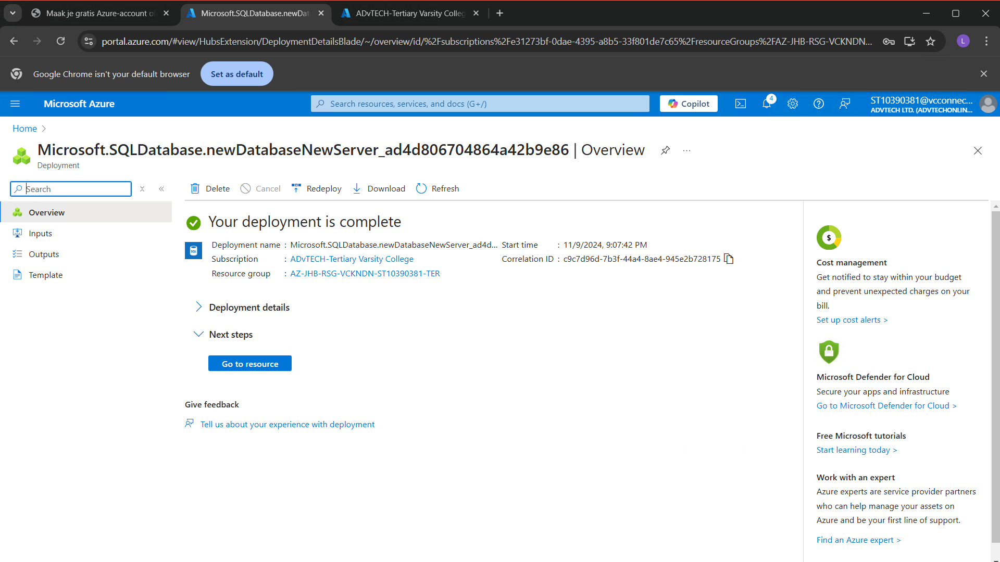 Maak je gratis Azure-account o
Microsoft.SQLDatabase.newDat
ADvTECH-Tertiary Varsity Colleg
portal.azure.com/#view/HubsExtension/DeploymentDetailsBlade/~/overview/id/%2Fsubscriptions%2Fe31273bf-0dae-4395-a8b5-33f801de7c65%2FresourceGroups%2FAZ-JHB-RSG-VCKNDN...
L
Google Chrome isn't your default browser
Set as default
Microsoft Azure
Search resources, services, and docs (G+/)
Copilot
4
ST10390381@vcconnec...
ADVTECH LTD. (ADVTECHONLIN...
Home
Microsoft.SQLDatabase.newDatabaseNewServer_ad4d806704864a42b9e86 | Overview
Deployment
Search
Delete
Cancel
Redeploy
Download
Refresh
Overview
Inputs
Outputs
Template
Your deployment is complete
SQL
Deployment name : Microsoft.SQLDatabase.newDatabaseNewServer_ad4d...
Subscription : ADvTECH-Tertiary Varsity College
Resource group : AZ-JHB-RSG-VCKNDN-ST10390381-TER
Start time : 11/9/2024, 9:07:42 PM
Correlation ID : c9c7d96d-7b3f-44a4-8ae4-945e2b728175
Deployment details
Next steps
Go to resource
Give feedback
Tell us about your experience with deployment
$
Cost management
Get notified to stay within your budget
and prevent unexpected charges on your
bill.
Set up cost alerts >
Microsoft Defender for Cloud
Secure your apps and infrastructure
Go to Microsoft Defender for Cloud >
Free Microsoft tutorials
Start learning today >
Work with an expert
Azure experts are service provider partners
who can help manage your assets on
Azure and be your first line of support.
Find an Azure expert >